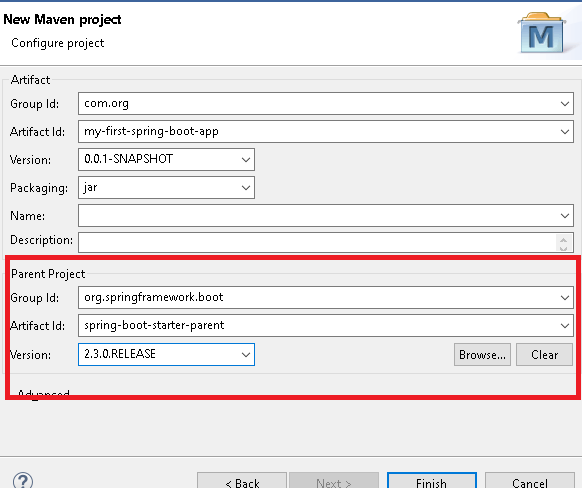 New Maven project
Configure project
M
Artifact
Group Id: com.org
Artifact Id: my-first-spring-boot-app
Version: 0.0.1-SNAPSHOT
Packaging: jar
Name:
Description:
Parent Project
Group Id: org.springframework.boot
Artifact Id: spring-boot-starter-parent
Version: 2.3.0.RELEASE Browse... Clear
Advanced
? < Back Next > Finish Cancel